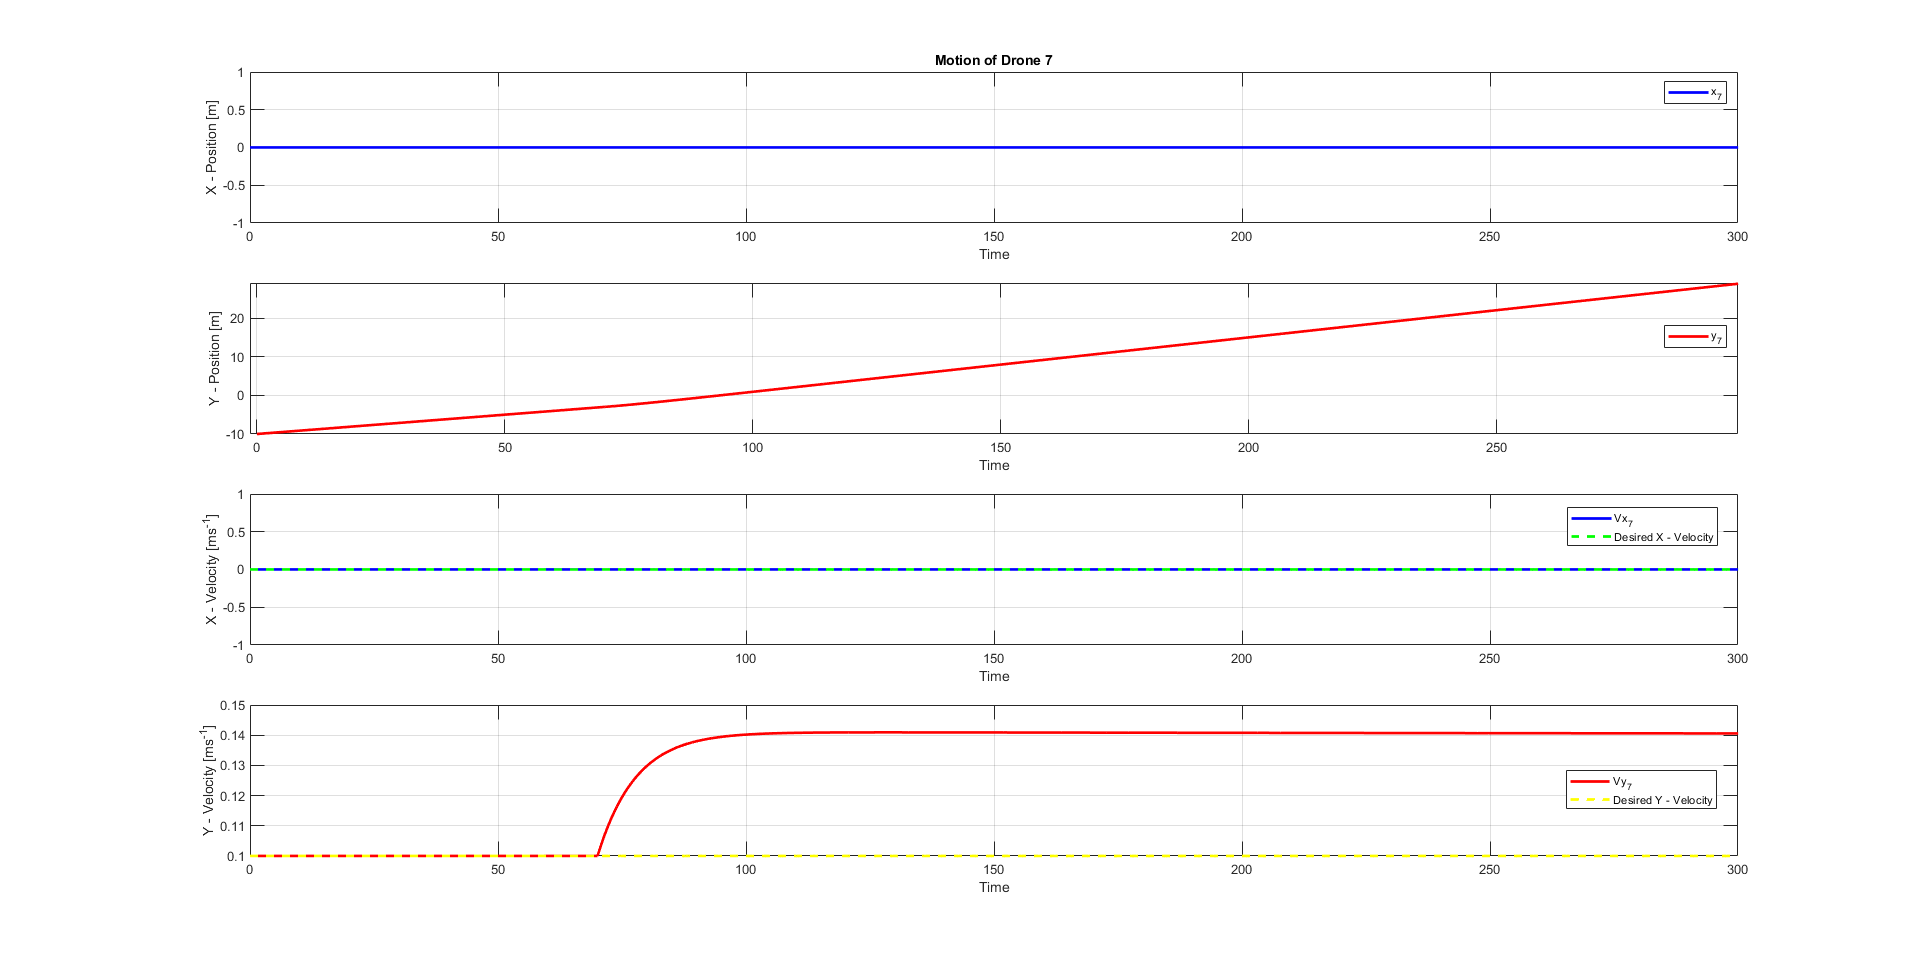 Motion of Drone 7
X - Position [m]
1
0.5
0
-0.5
-1
x7
0 50 100 150 200 250 300
Time
Y - Position [m]
20
10
0
-10
y7
0 50 100 150 200 250
Time
X - Velocity [ms-1]
1
0.5
0
-0.5
-1
Vx7
Desired X - Velocity
0 50 100 150 200 250 300
Time
Y - Velocity [ms-1]
0.15
0.14
0.13
0.12
0.11
0.1
Vy7
Desired Y - Velocity
0 50 100 150 200 250 300
Time